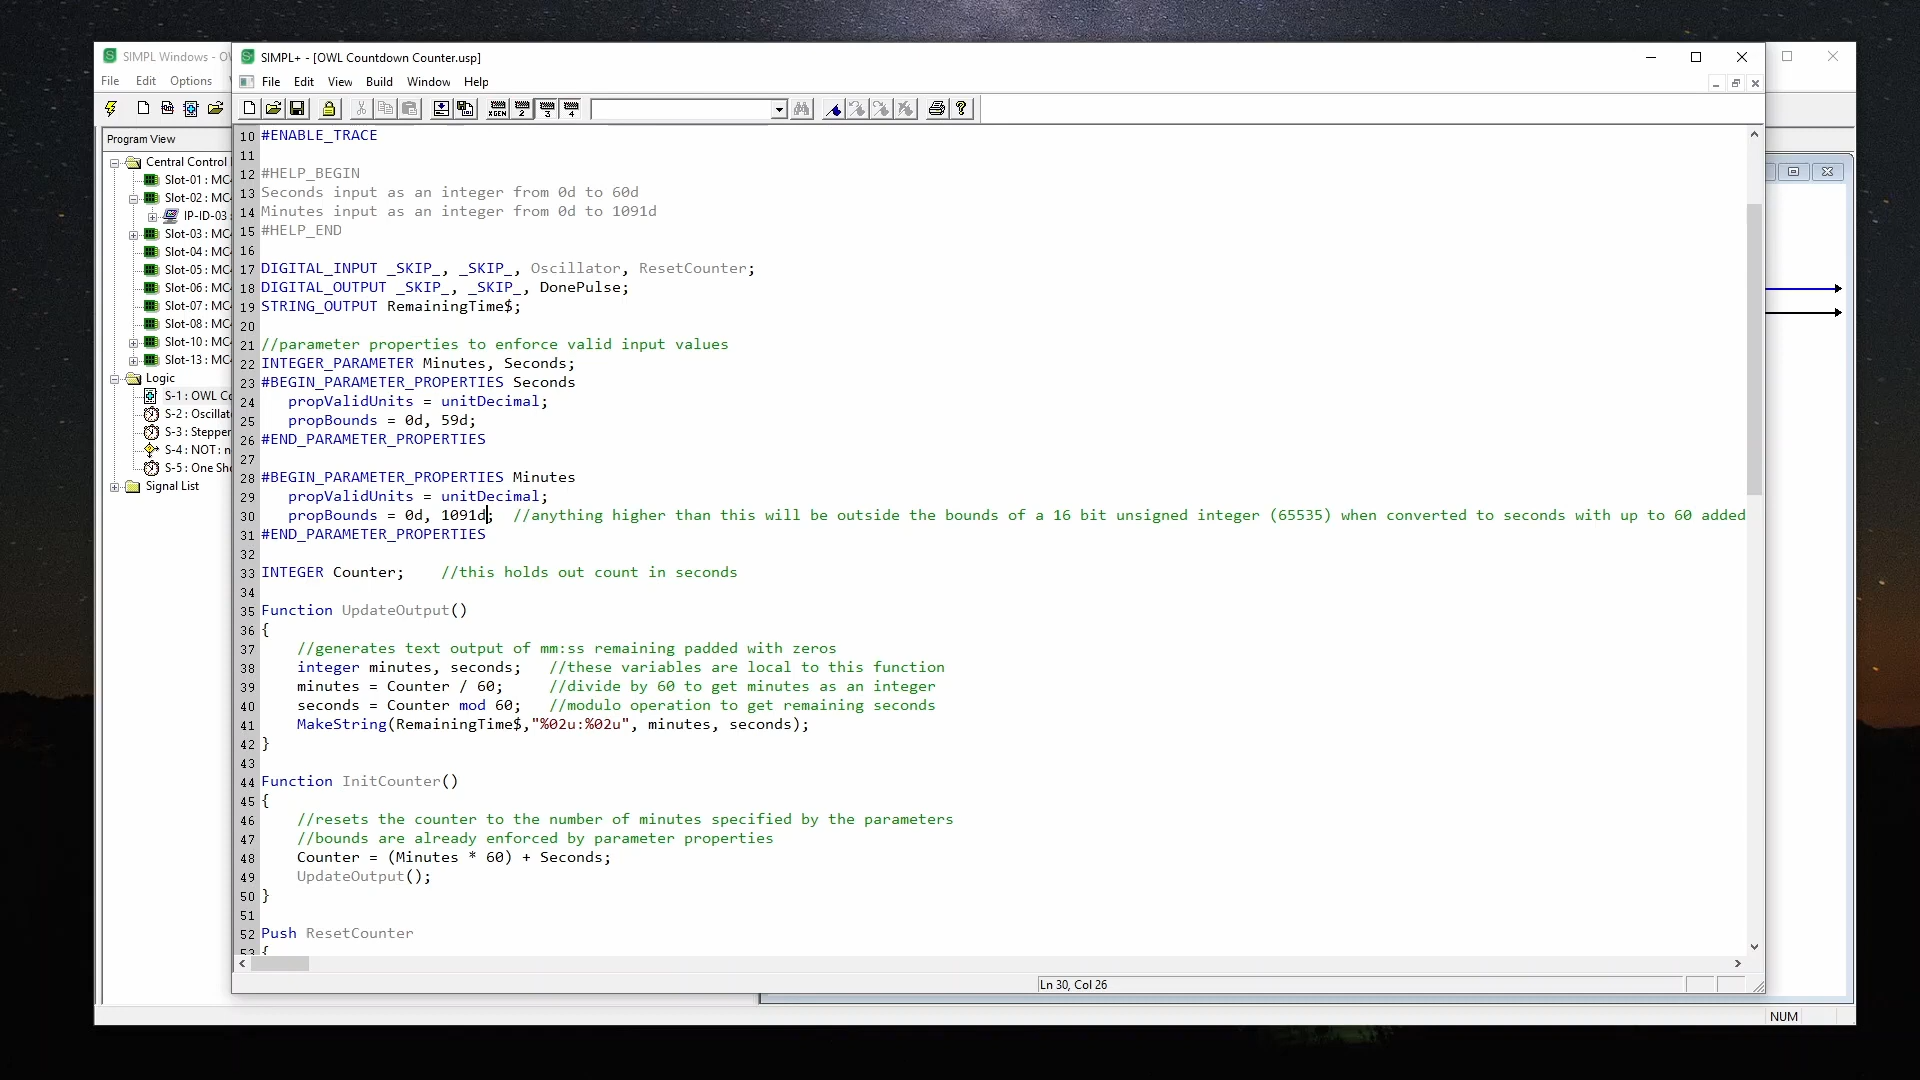 SIMPL Windows - O
File Edit Options
Program View
Central Control
Slot-01 : MC
Slot-02 : MC
IP-ID-03
Slot-03 : MC
Slot-04 : MC
Slot-05 : MC
Slot-06 : MC
Slot-07 : MC
Slot-08 : MC
Slot-10 : MC
Slot-13 : MC
Logic
S-1 : OWL Co
S-2 : Oscillat
S-3 : Stepper
S-4 : NOT : n
S-5 : One Sh
Signal List
SIMPL+ - [OWL Countdown Counter.usp]
File Edit View Build Window Help
XGEN 2 3 4
10 #ENABLE_TRACE
11
12 #HELP_BEGIN
13 Seconds input as an integer from 0d to 60d
14 Minutes input as an integer from 0d to 1091d
15 #HELP_END
16
17 DIGITAL_INPUT _SKIP_, _SKIP_, Oscillator, ResetCounter;
18 DIGITAL_OUTPUT _SKIP_, _SKIP_, DonePulse;
19 STRING_OUTPUT RemainingTime$;
20
21 //parameter properties to enforce valid input values
22 INTEGER_PARAMETER Minutes, Seconds;
23 #BEGIN_PARAMETER_PROPERTIES Seconds
24 propValidUnits = unitDecimal;
25 propBounds = 0d, 59d;
26 #END_PARAMETER_PROPERTIES
27
28 #BEGIN_PARAMETER_PROPERTIES Minutes
29 propValidUnits = unitDecimal;
30 propBounds = 0d, 1091d; //anything higher than this will be outside the bounds of a 16 bit unsigned integer (65535) when converted to seconds with up to 60 added
31 #END_PARAMETER_PROPERTIES
32
33 INTEGER Counter; //this holds out count in seconds
34
35 Function UpdateOutput()
36 {
37 //generates text output of mm:ss remaining padded with zeros
38 integer minutes, seconds; //these variables are local to this function
39 minutes = Counter / 60; //divide by 60 to get minutes as an integer
40 seconds = Counter mod 60; //modulo operation to get remaining seconds
41 MakeString(RemainingTime$,"%02u:%02u", minutes, seconds);
42 }
43
44 Function InitCounter()
45 {
46 //resets the counter to the number of minutes specified by the parameters
47 //bounds are already enforced by parameter properties
48 Counter = (Minutes * 60) + Seconds;
49 UpdateOutput();
50 }
51
52 Push ResetCounter
53 {
Ln 30, Col 26
NUM